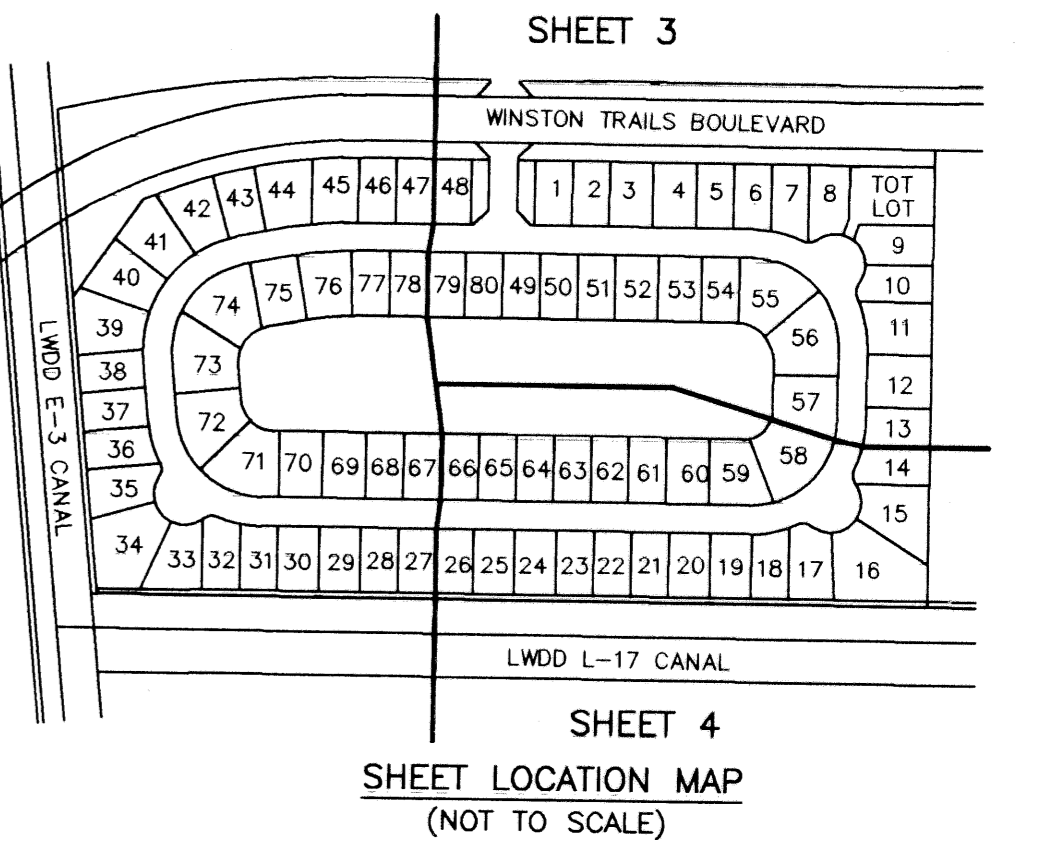 SHEET 3
WINSTON TRAILS BOULEVARD
42 43 44 45 46 47 48 1 2 3 4 5 6 7 8 TOT LOT
41
40
39
38
37
36
35
34
9
10
11
12
13
14
15
16
74 75 76 77 78 79 80 49 50 51 52 53 54 55
56
57
58
73
72
71 70 69 68 67 66 65 64 63 62 61 60 59
33 32 31 30 29 28 27 26 25 24 23 22 21 20 19 18 17
LWDD E-3 CANAL
LWDD L-17 CANAL
SHEET 4
SHEET LOCATION MAP
(NOT TO SCALE)